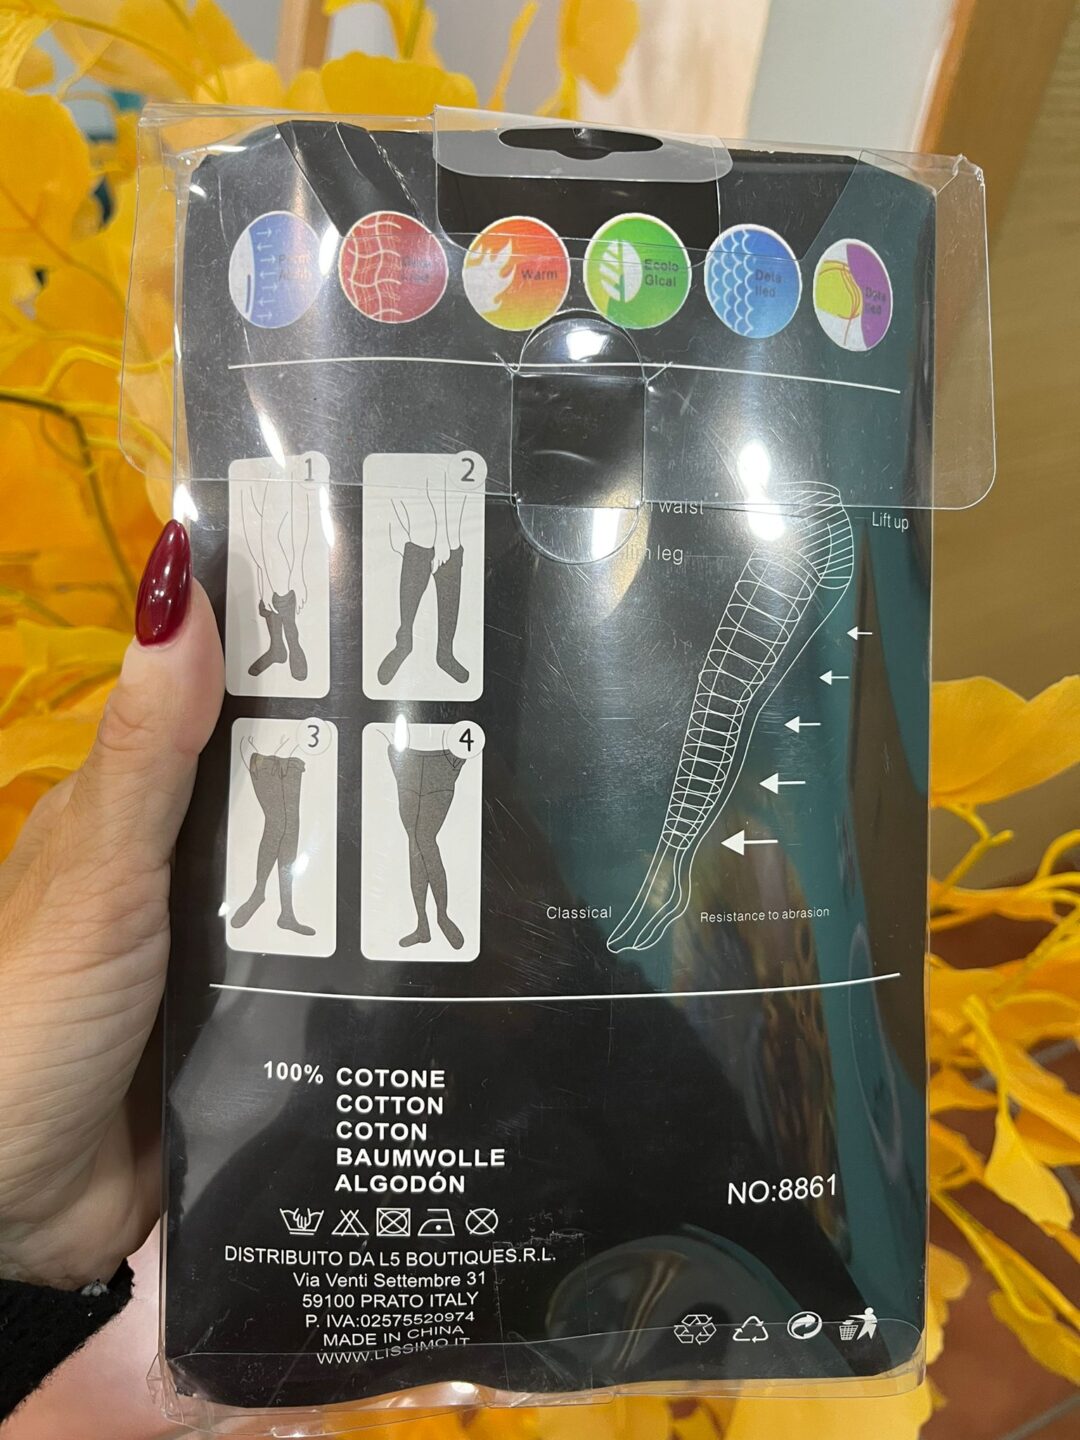 Warm
Ecolo
Gical
Deta
iled
Deta
iled
1
2
waist
leg
Lift up
3
4
Classical
Resistance to abrasion
100% COTONE
COTTON
COTON
BAUMWOLLE
ALGODÓN
NO:8861
DISTRIBUITO DA L5 BOUTIQUES.R.L.
Via Venti Settembre 31
59100 PRATO ITALY
P. IVA:02575520974
MADE IN CHINA
WWW.LISSIMO.IT